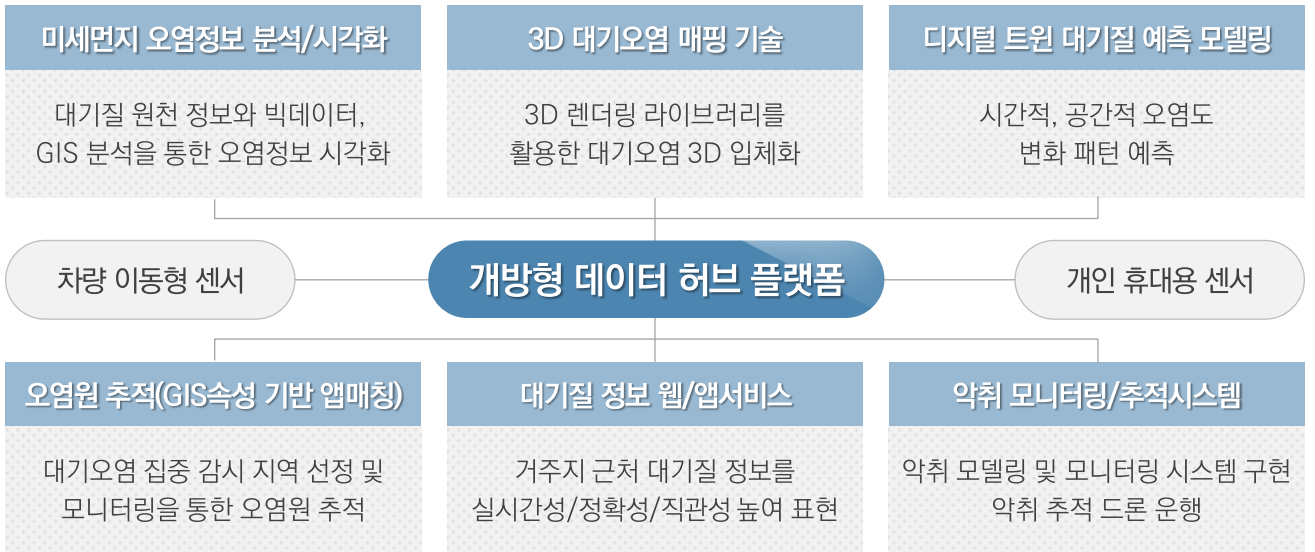 미세먼지 오염정보 분석/시각화
대기질 원천 정보와 빅데이터,
GIS 분석을 통한 오염정보 시각화
3D 대기오염 매핑 기술
3D 렌더링 라이브러리를
활용한 대기오염 3D 입체화
디지털 트윈 대기질 예측 모델링
시간적, 공간적 오염도
변화 패턴 예측
차량 이동형 센서
개방형 데이터 허브 플랫폼
개인 휴대용 센서
오염원 추적(GIS속성 기반 앱매칭)
대기오염 집중 감시 지역 선정 및
모니터링을 통한 오염원 추적
대기질 정보 웹/앱서비스
거주지 근처 대기질 정보를
실시간성/정확성/직관성 높여 표현
악취 모니터링/추적시스템
악취 모델링 및 모니터링 시스템 구현
악취 추적 드론 운행